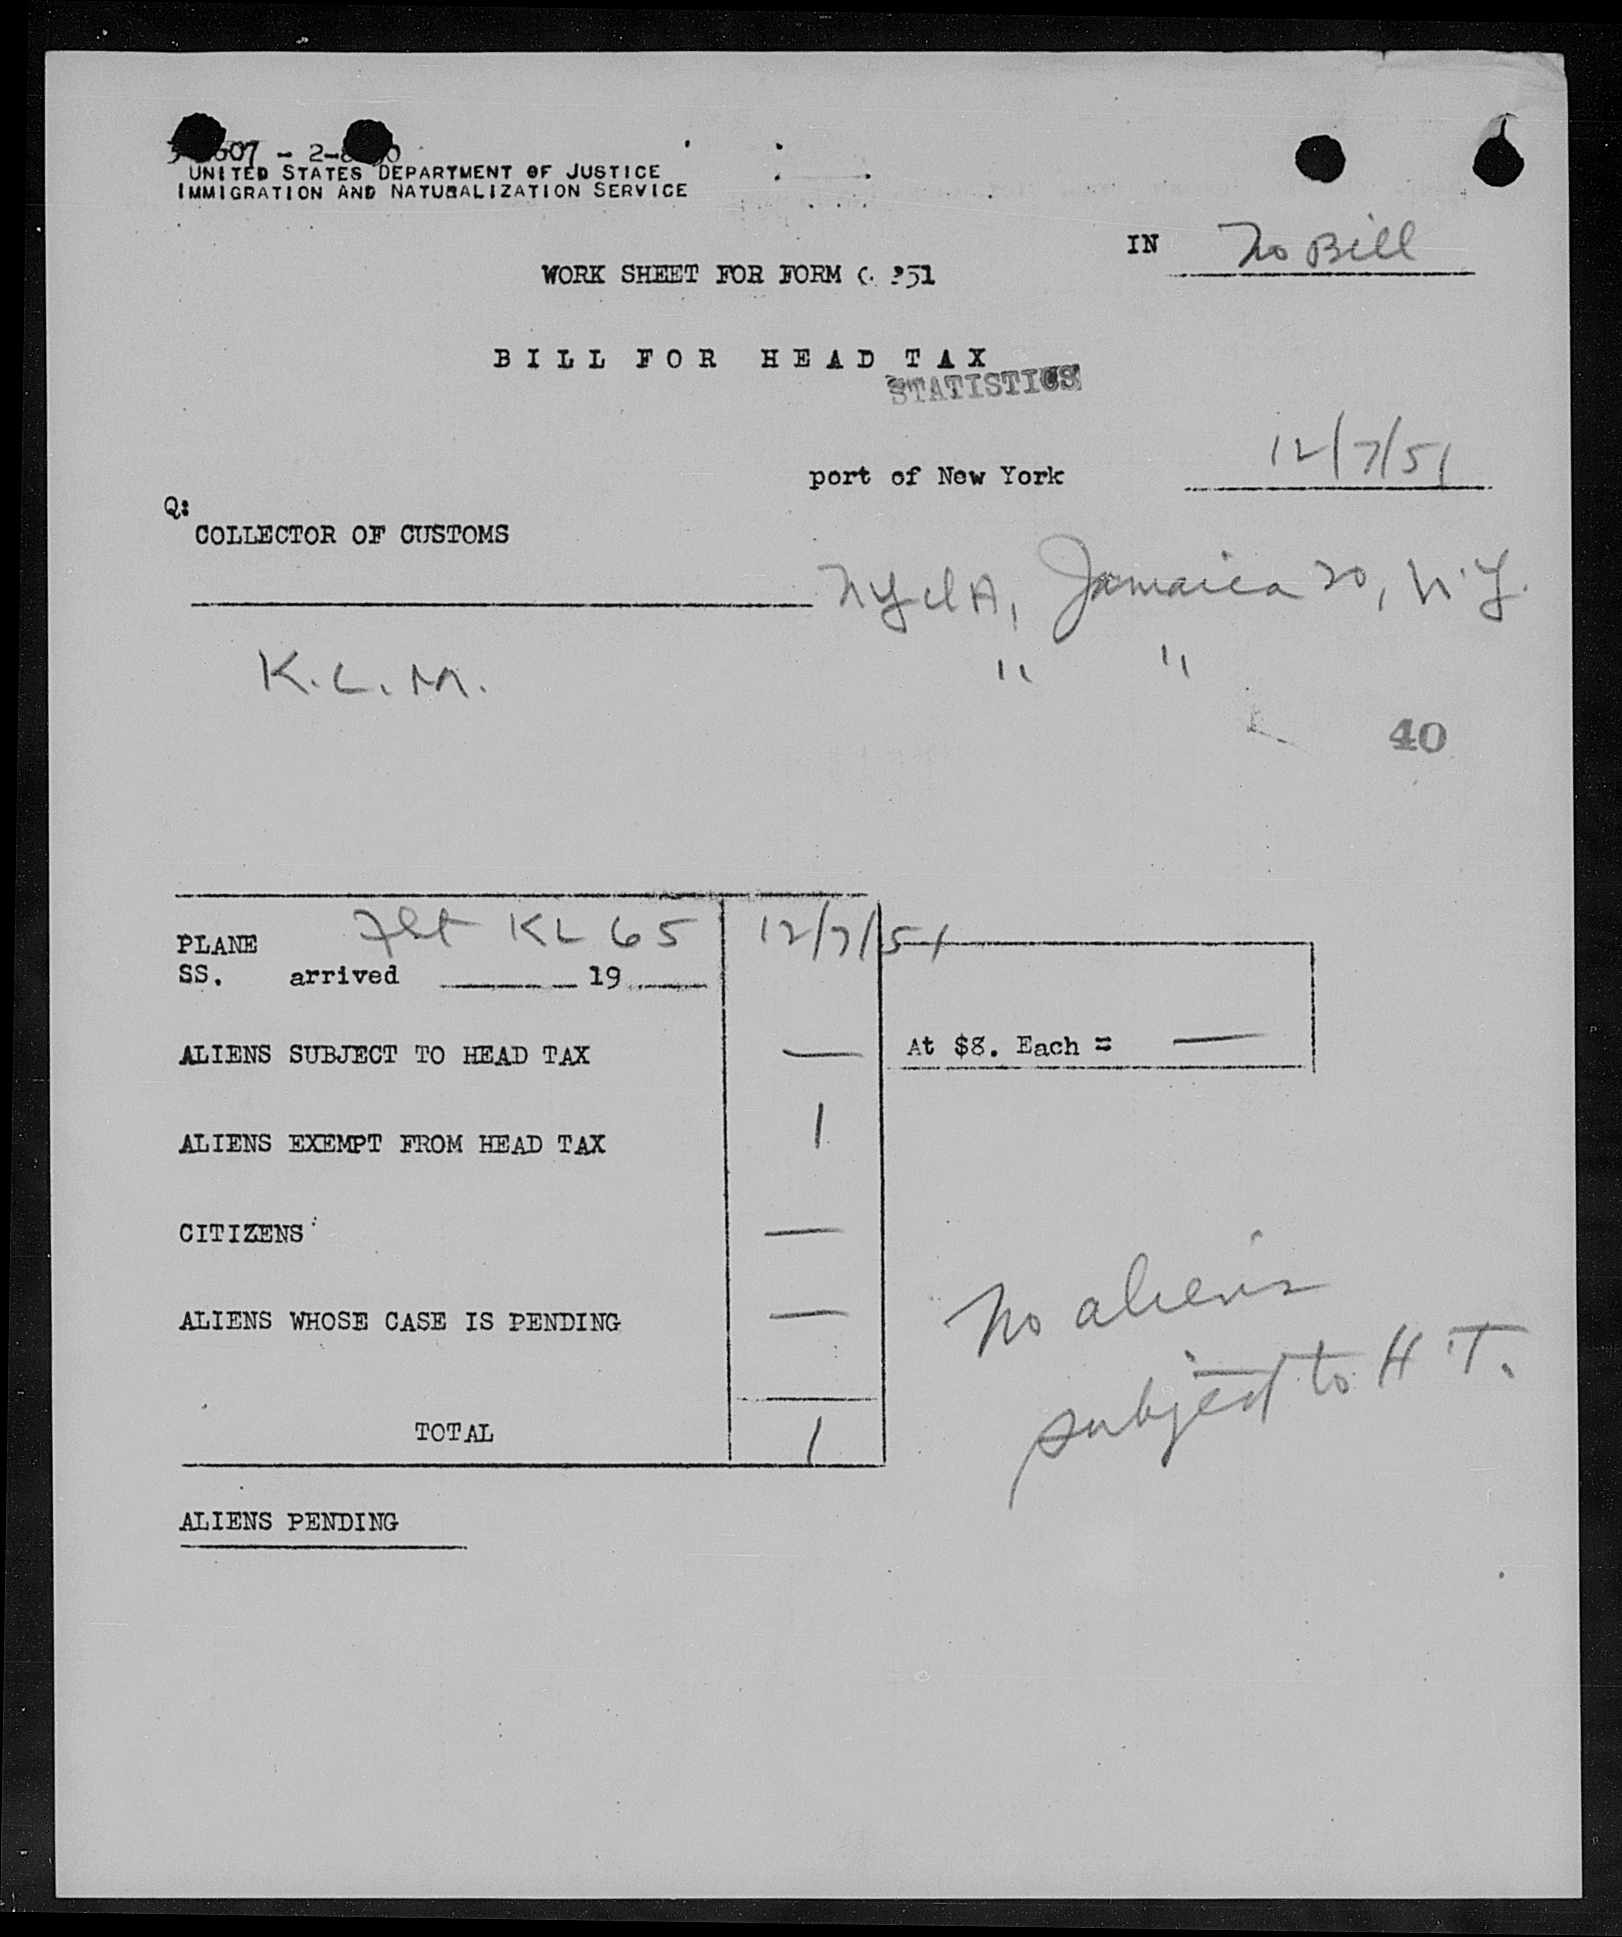 UNITED STATES DEPARTMENT OF JUSTICE
IMMIGRATION AND NATURALIZATION SERVICE
IN No Bill
WORK SHEET FOR FORM
BILL FOR HEAD TAX
STATISTICS
port of New York 12/7/51
Q:
COLLECTOR OF CUSTOMS
NYCIA, Jamaica 20, N.Y.
K.L.M. " "
40
PLANE Flt KL 65 12/7/51
SS. arrived 19
ALIENS SUBJECT TO HEAD TAX — At $8. Each = —
ALIENS EXEMPT FROM HEAD TAX 1
CITIZENS —
ALIENS WHOSE CASE IS PENDING —
No aliens
subject to H.T.
TOTAL 1
ALIENS PENDING